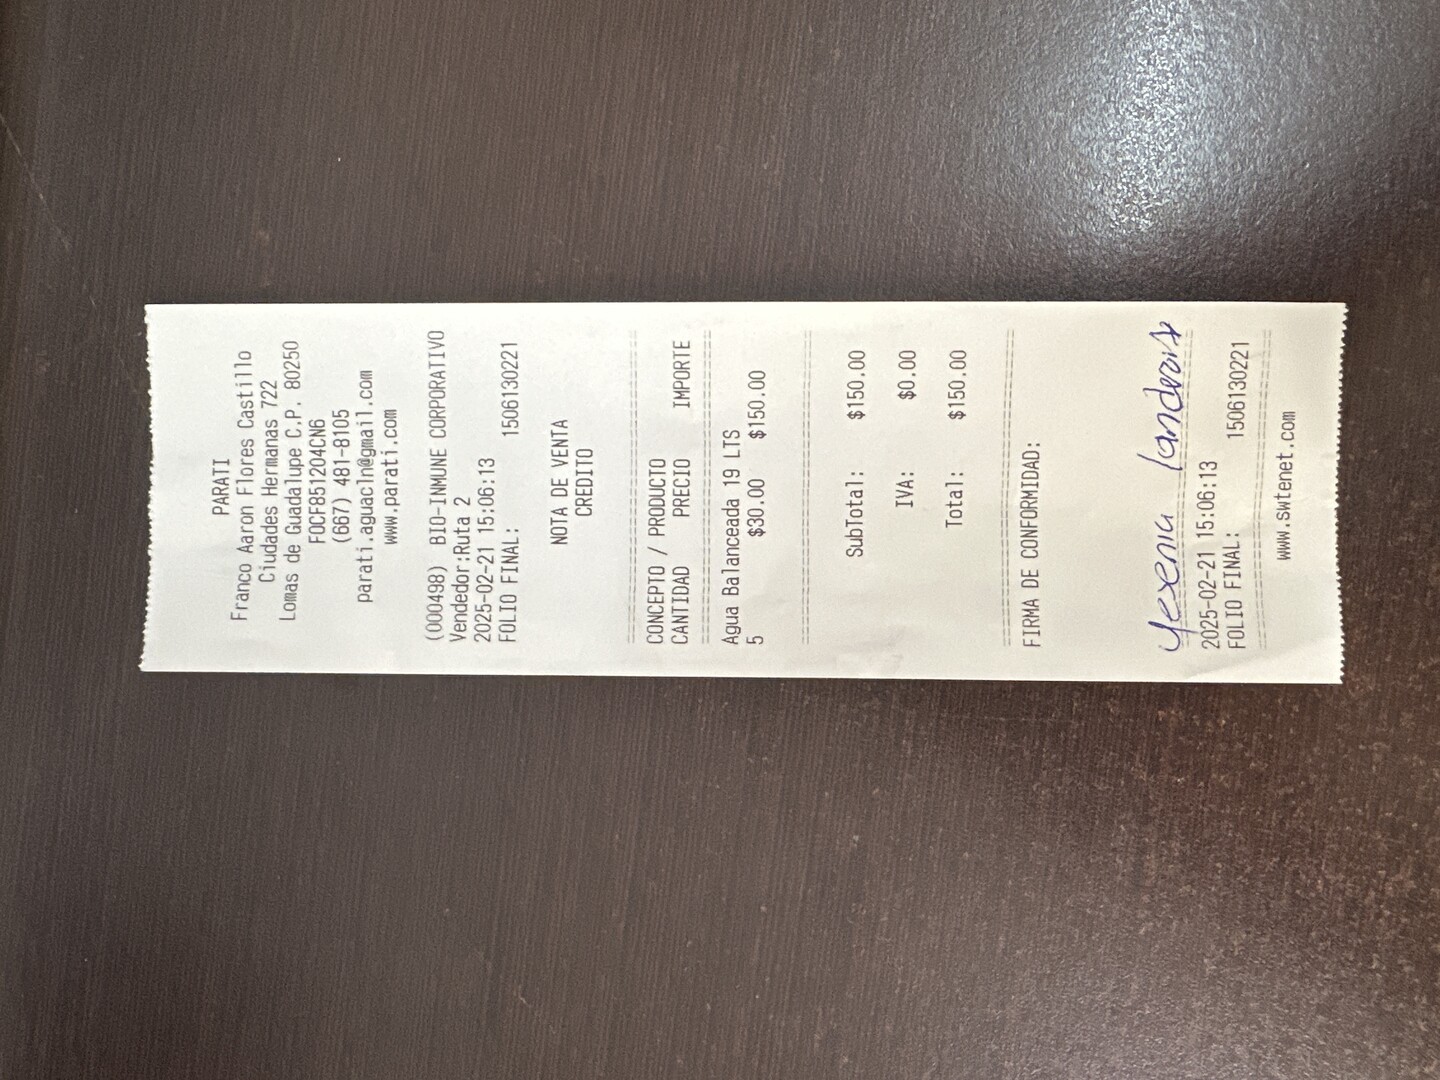 PARATI
Franco Aaron Flores Castillo
Ciudades Hermanas 722
Lomas de Guadalupe C.P. 80250
FOCF851204CN6
(667) 481-8105
parati.aguacln@gmail.com
www.parati.com
(000498) BIO-INMUNE CORPORATIVO
Vendedor:Ruta 2
2025-02-21 15:06:13
FOLIO FINAL: 1506130221
NOTA DE VENTA
CREDITO
CONCEPTO / PRODUCTO
CANTIDAD PRECIO IMPORTE
Agua Balanceada 19 LTS
5 $30.00 $150.00
SubTotal: $150.00
IVA: $0.00
Total: $150.00
FIRMA DE CONFORMIDAD:
Yesenia landeros
2025-02-21 15:06:13
FOLIO FINAL: 1506130221
www.swtenet.com